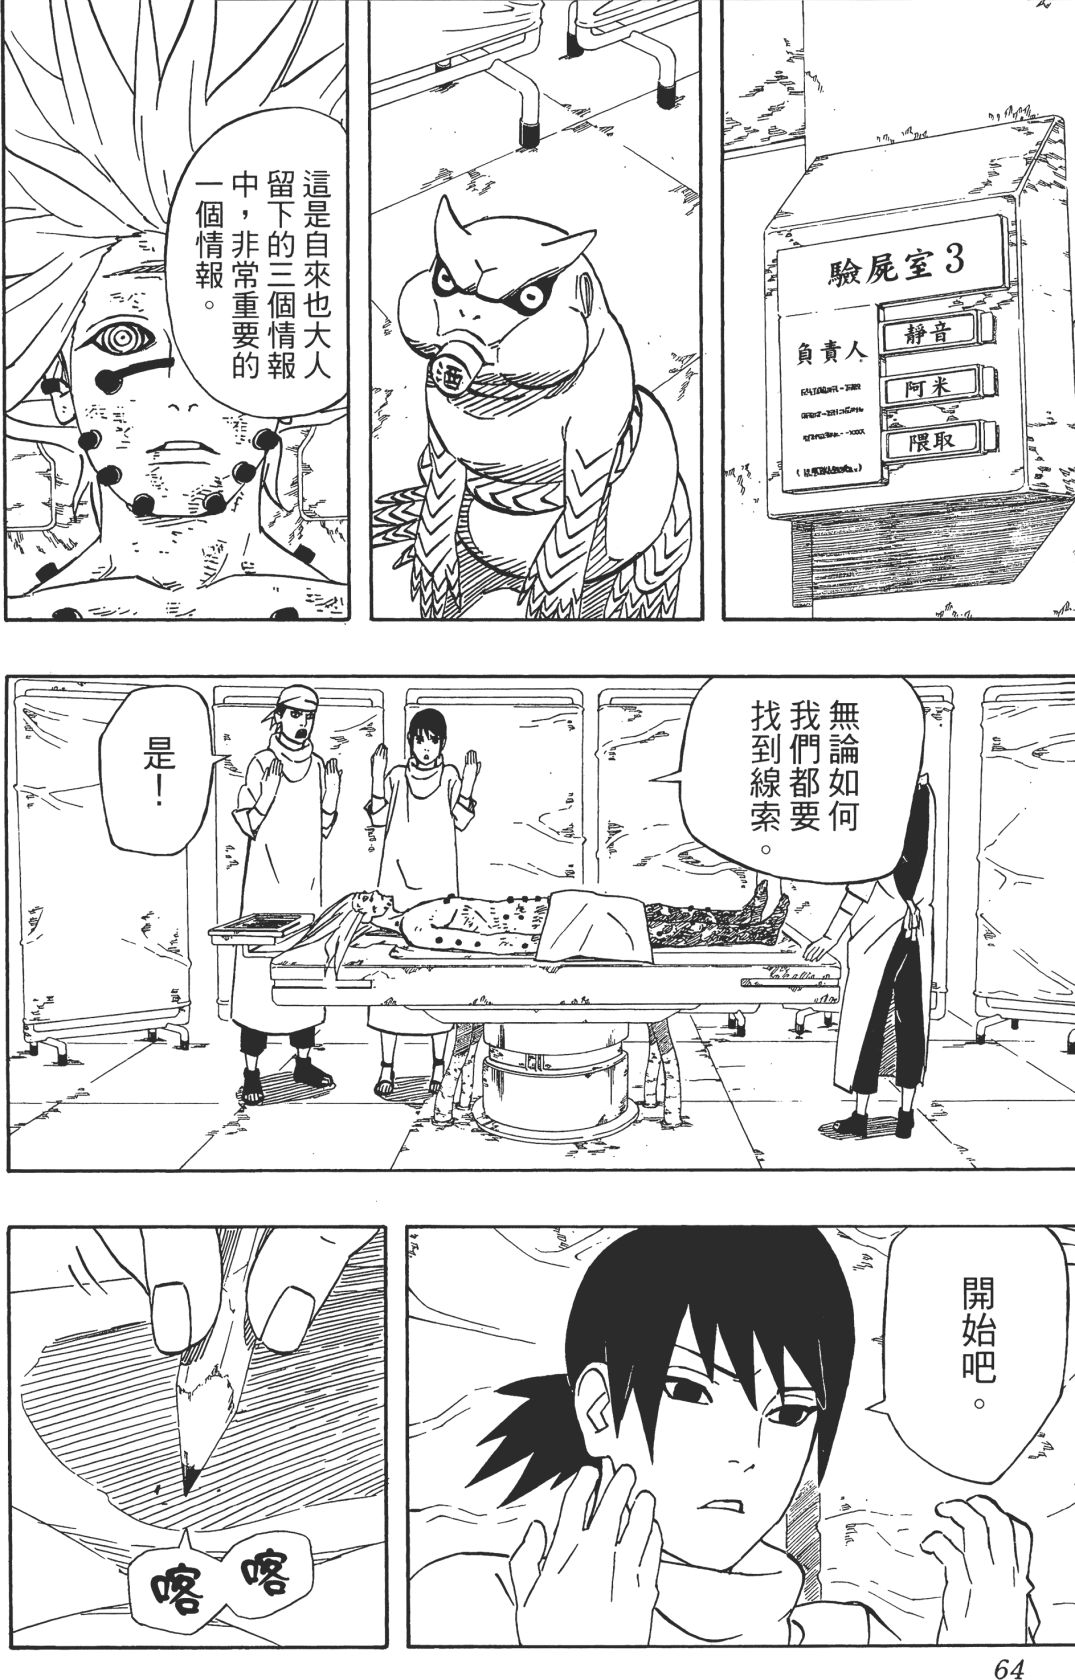 驗屍室3
負責人
靜音
阿米
隈取
酒
這是自來也大人
留下的三個情報
中，非常重要的
一個情報。
無論如何
我們都要
找到線索。
是！
開始吧。
喀
喀
64